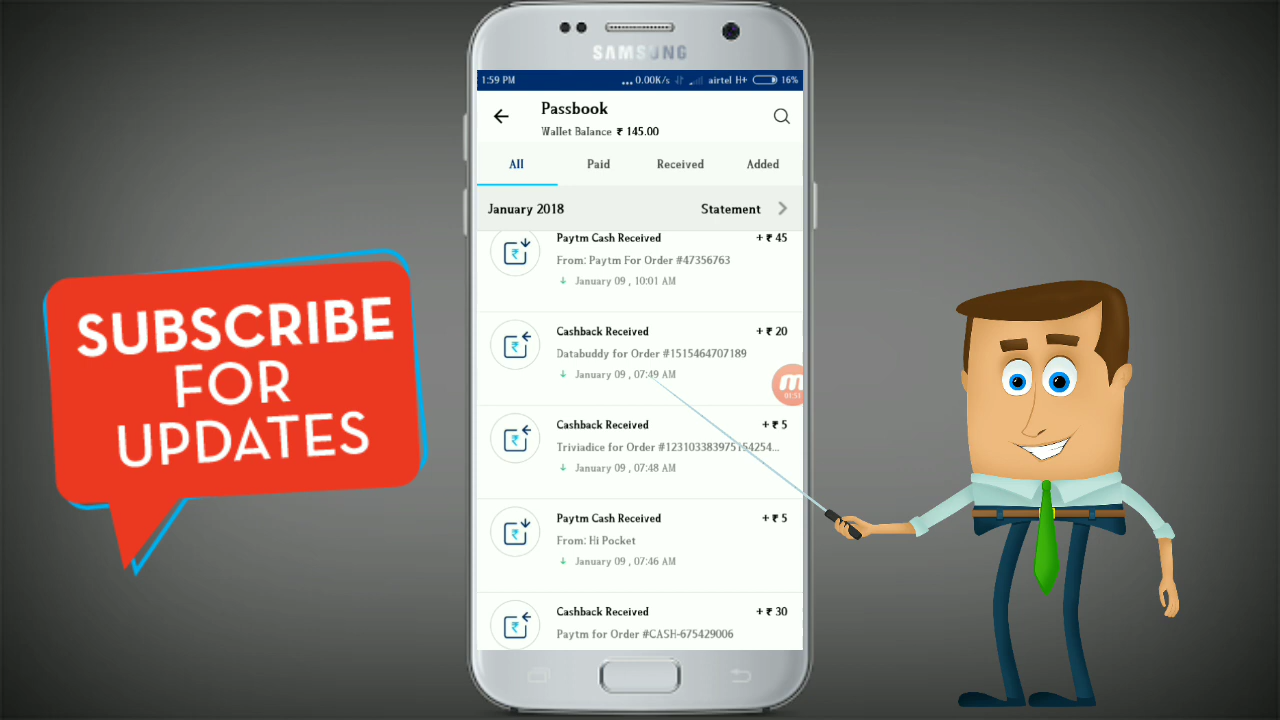 SAMSUNG
1:59 PM
... 0.00K/s airtel H+ 16%
Passbook
Wallet Balance ₹ 145.00
All Paid Received Added
January 2018 Statement
Paytm Cash Received + ₹ 45
From: Paytm For Order #47356763
January 09 , 10:01 AM
Cashback Received + ₹ 20
Databuddy for Order #1515464707189
January 09 , 07:49 AM
Cashback Received + ₹ 5
Triviadice for Order #123103383975154254...
January 09 , 07:48 AM
Paytm Cash Received + ₹ 5
From: Hi Pocket
January 09 , 07:46 AM
Cashback Received + ₹ 30
Paytm for Order #CASH-675429006
SUBSCRIBE
FOR
UPDATES
m
01:51